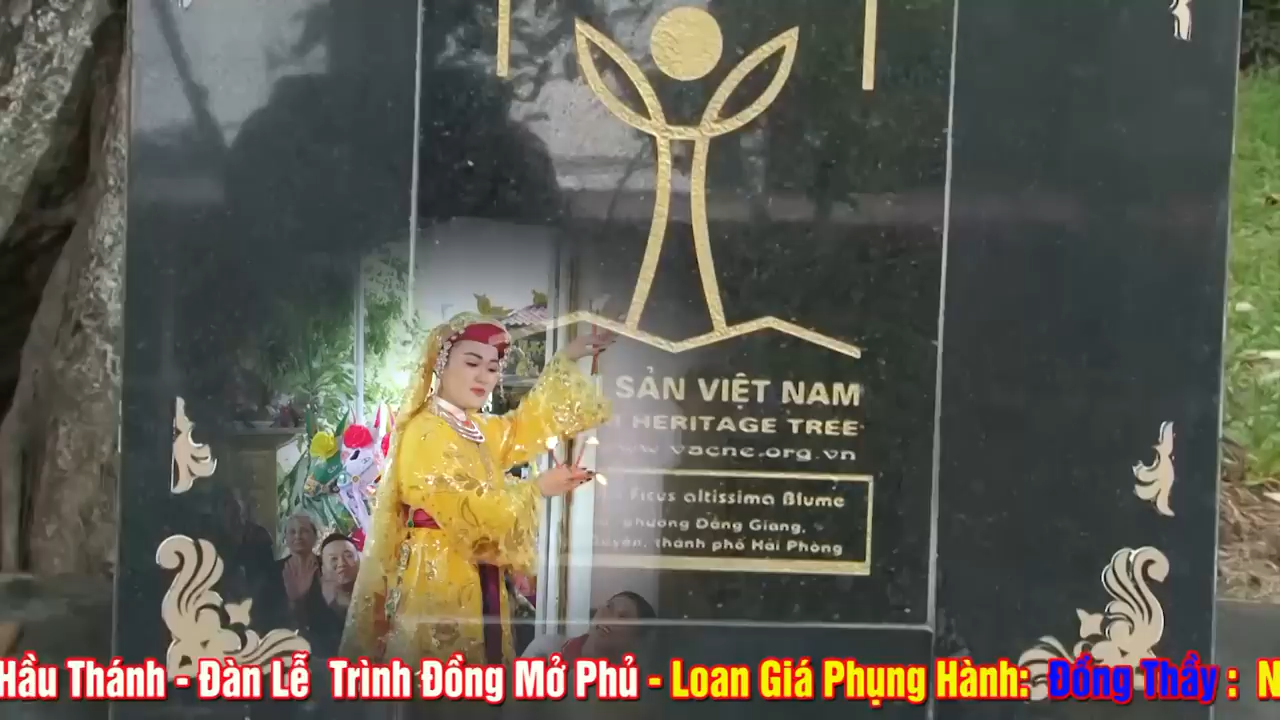 SẢN VIỆT NAM
HERITAGE TREE
vacne.org.vn
Ficus altissima Blume
phường Đằng Giang,
thành phố Hải Phòng
Hầu Thánh - Đàn Lễ Trình Đồng Mở Phủ - Loan Giá Phụng Hành: Đồng Thầy : N